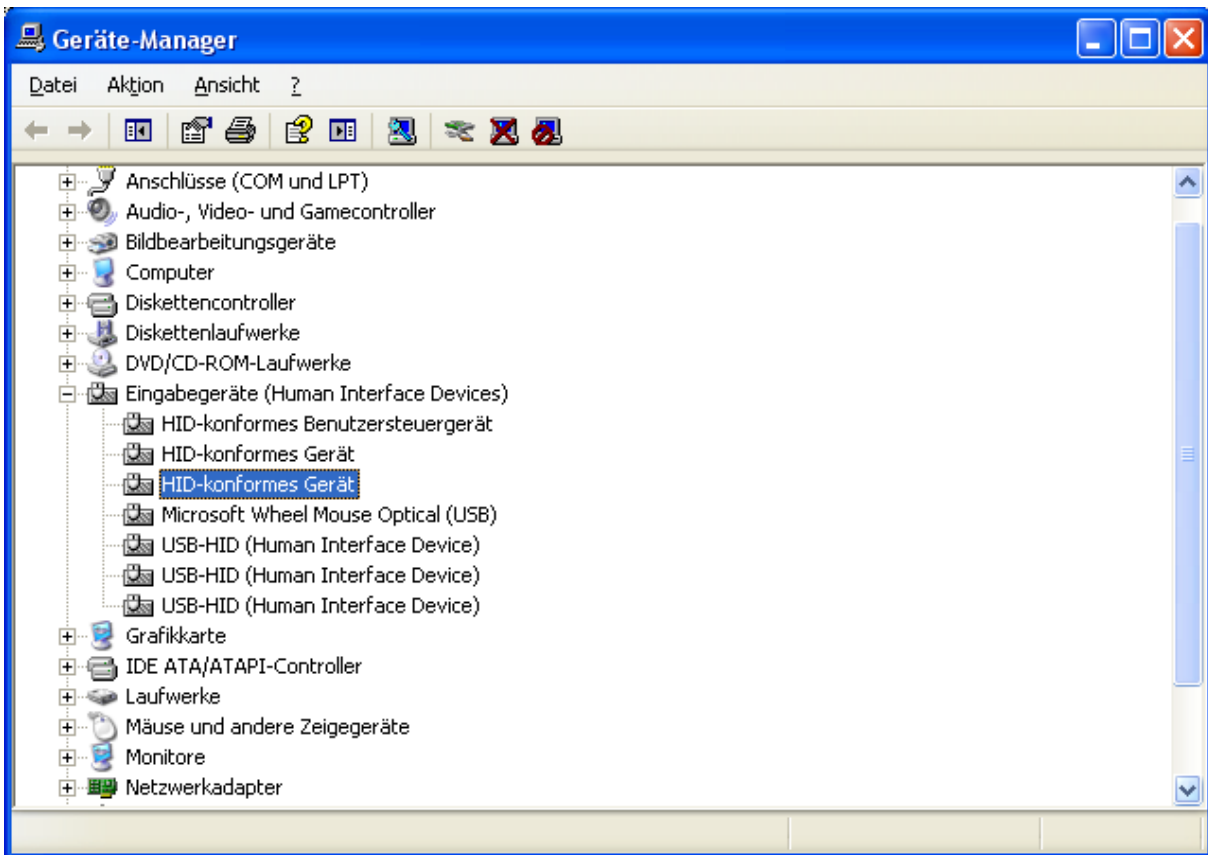 Geräte-Manager
Datei Aktion Ansicht ?
Anschlüsse (COM und LPT)
Audio-, Video- und Gamecontroller
Bildbearbeitungsgeräte
Computer
Diskettencontroller
Diskettenlaufwerke
DVD/CD-ROM-Laufwerke
Eingabegeräte (Human Interface Devices)
HID-konformes Benutzersteuergerät
HID-konformes Gerät
HID-konformes Gerät
Microsoft Wheel Mouse Optical (USB)
USB-HID (Human Interface Device)
USB-HID (Human Interface Device)
USB-HID (Human Interface Device)
Grafikkarte
IDE ATA/ATAPI-Controller
Laufwerke
Mäuse und andere Zeigegeräte
Monitore
Netzwerkadapter